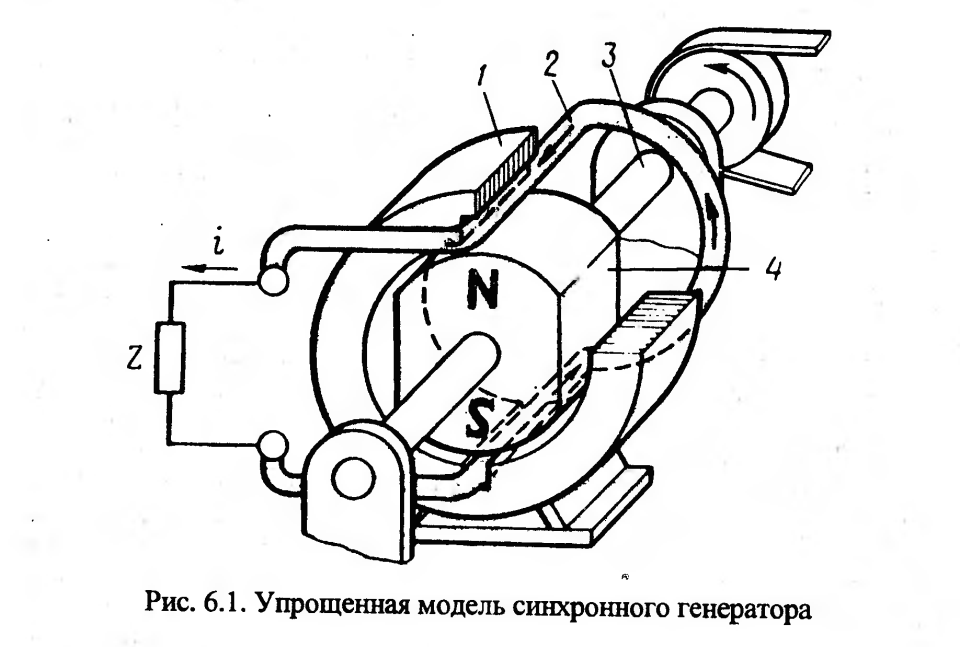 1
2
3
i
N
4
Z
S
Рис. 6.1. Упрощенная модель синхронного генератора